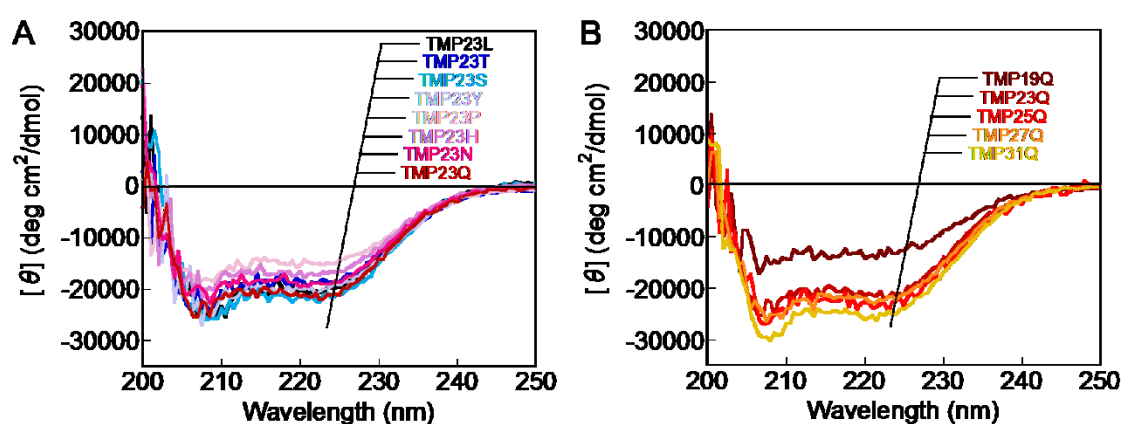 A
30000
20000
10000
0
-10000
-20000
-30000
[θ] (deg cm²/dmol)
TMP23L
TMP23T
TMP23S
TMP23Y
TMP23P
TMP23H
TMP23N
TMP23Q
200 210 220 230 240 250
Wavelength (nm)
B
30000
20000
10000
0
-10000
-20000
-30000
[θ] (deg cm²/dmol)
TMP19Q
TMP23Q
TMP25Q
TMP27Q
TMP31Q
200 210 220 230 240 250
Wavelength (nm)